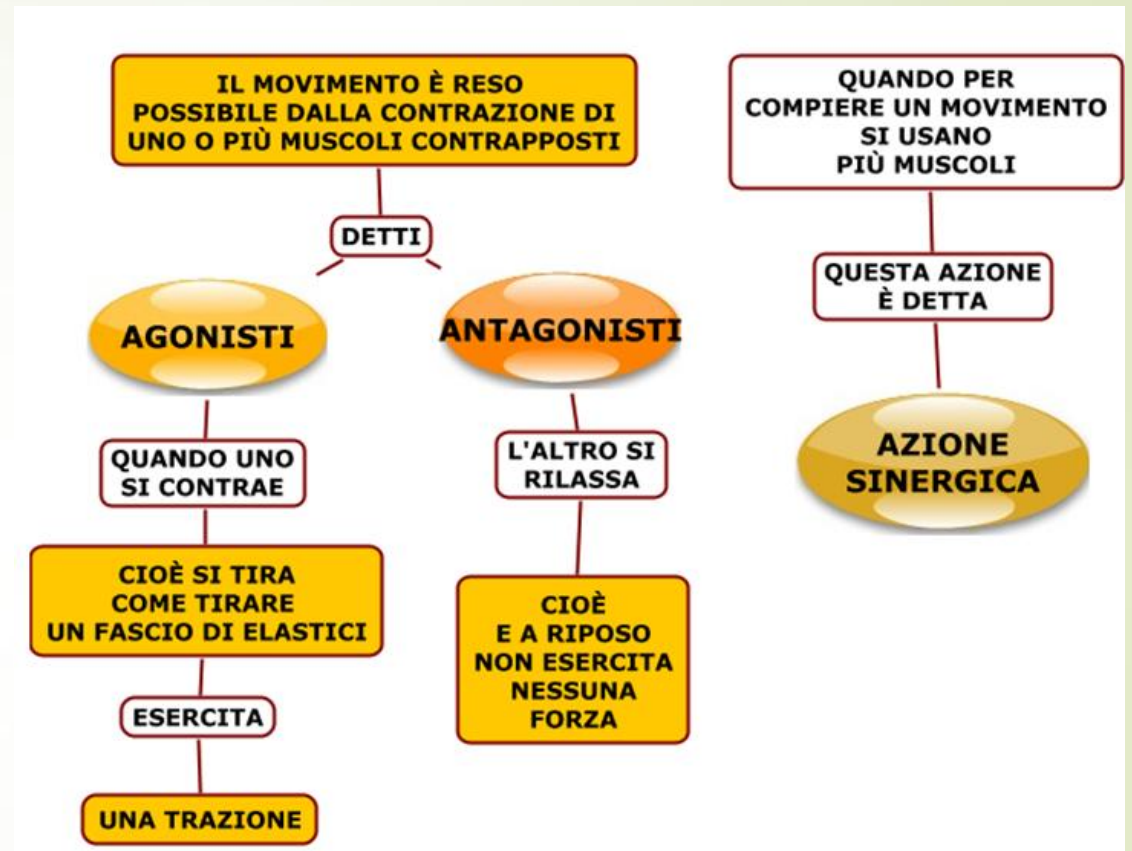 IL MOVIMENTO È RESO
POSSIBILE DALLA CONTRAZIONE DI
UNO O PIÙ MUSCOLI CONTRAPPOSTI
DETTI
AGONISTI
QUANDO UNO
SI CONTRAE
CIOÈ SI TIRA
COME TIRARE
UN FASCIO DI ELASTICI
ESERCITA
UNA TRAZIONE
ANTAGONISTI
L'ALTRO SI
RILASSA
CIOÈ
E A RIPOSO
NON ESERCITA
NESSUNA
FORZA
QUANDO PER
COMPIERE UN MOVIMENTO
SI USANO
PIÙ MUSCOLI
QUESTA AZIONE
È DETTA
AZIONE
SINERGICA